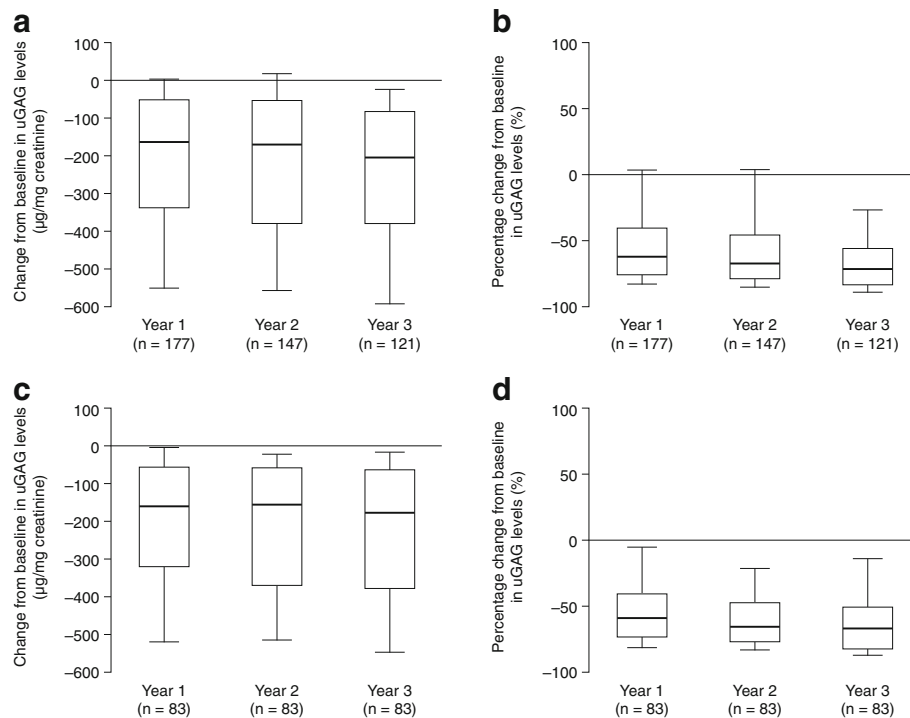 a
Change from baseline in uGAG levels
(µg/mg creatinine)
100
0
–100
–200
–300
–400
–500
–600
Year 1
(n = 177)
Year 2
(n = 147)
Year 3
(n = 121)
b
Percentage change from baseline
in uGAG levels (%)
100
50
0
–50
–100
Year 1
(n = 177)
Year 2
(n = 147)
Year 3
(n = 121)
c
Change from baseline in uGAG levels
(µg/mg creatinine)
100
0
–100
–200
–300
–400
–500
–600
Year 1
(n = 83)
Year 2
(n = 83)
Year 3
(n = 83)
d
Percentage change from baseline
in uGAG levels (%)
100
50
0
–50
–100
Year 1
(n = 83)
Year 2
(n = 83)
Year 3
(n = 83)